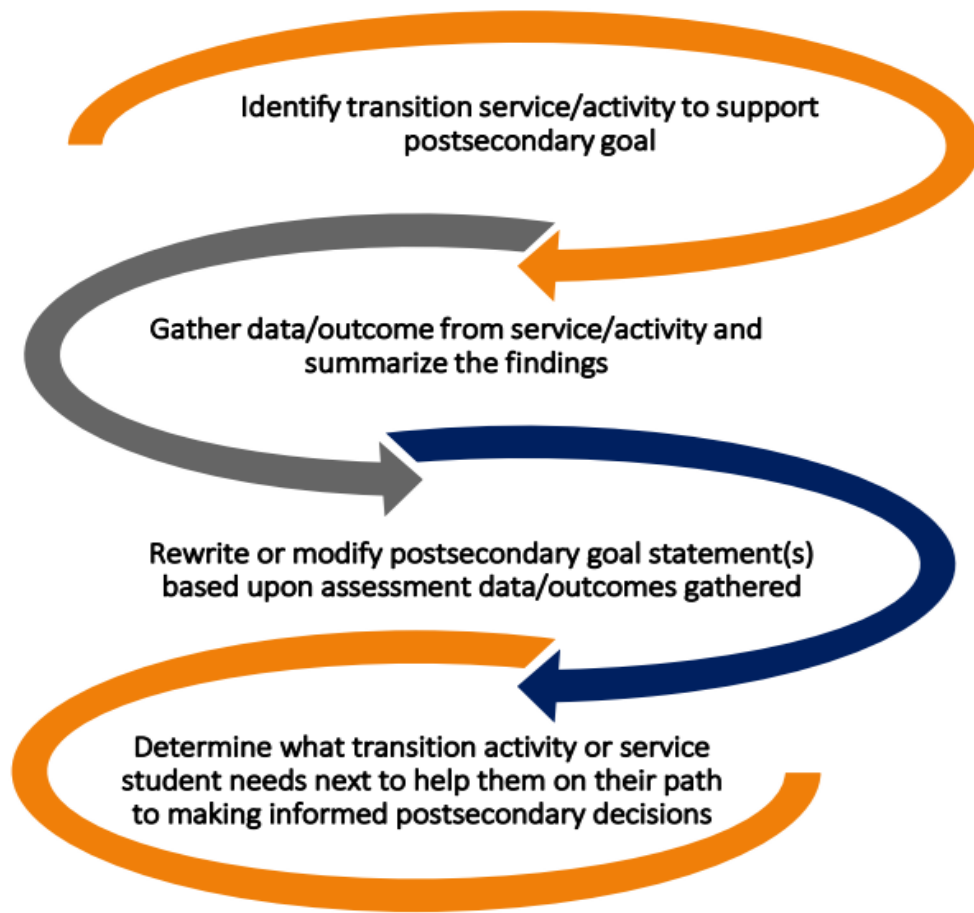 Identify transition service/activity to support
postsecondary goal
Gather data/outcome from service/activity and
summarize the findings
Rewrite or modify postsecondary goal statement(s)
based upon assessment data/outcomes gathered
Determine what transition activity or service
student needs next to help them on their path
to making informed postsecondary decisions